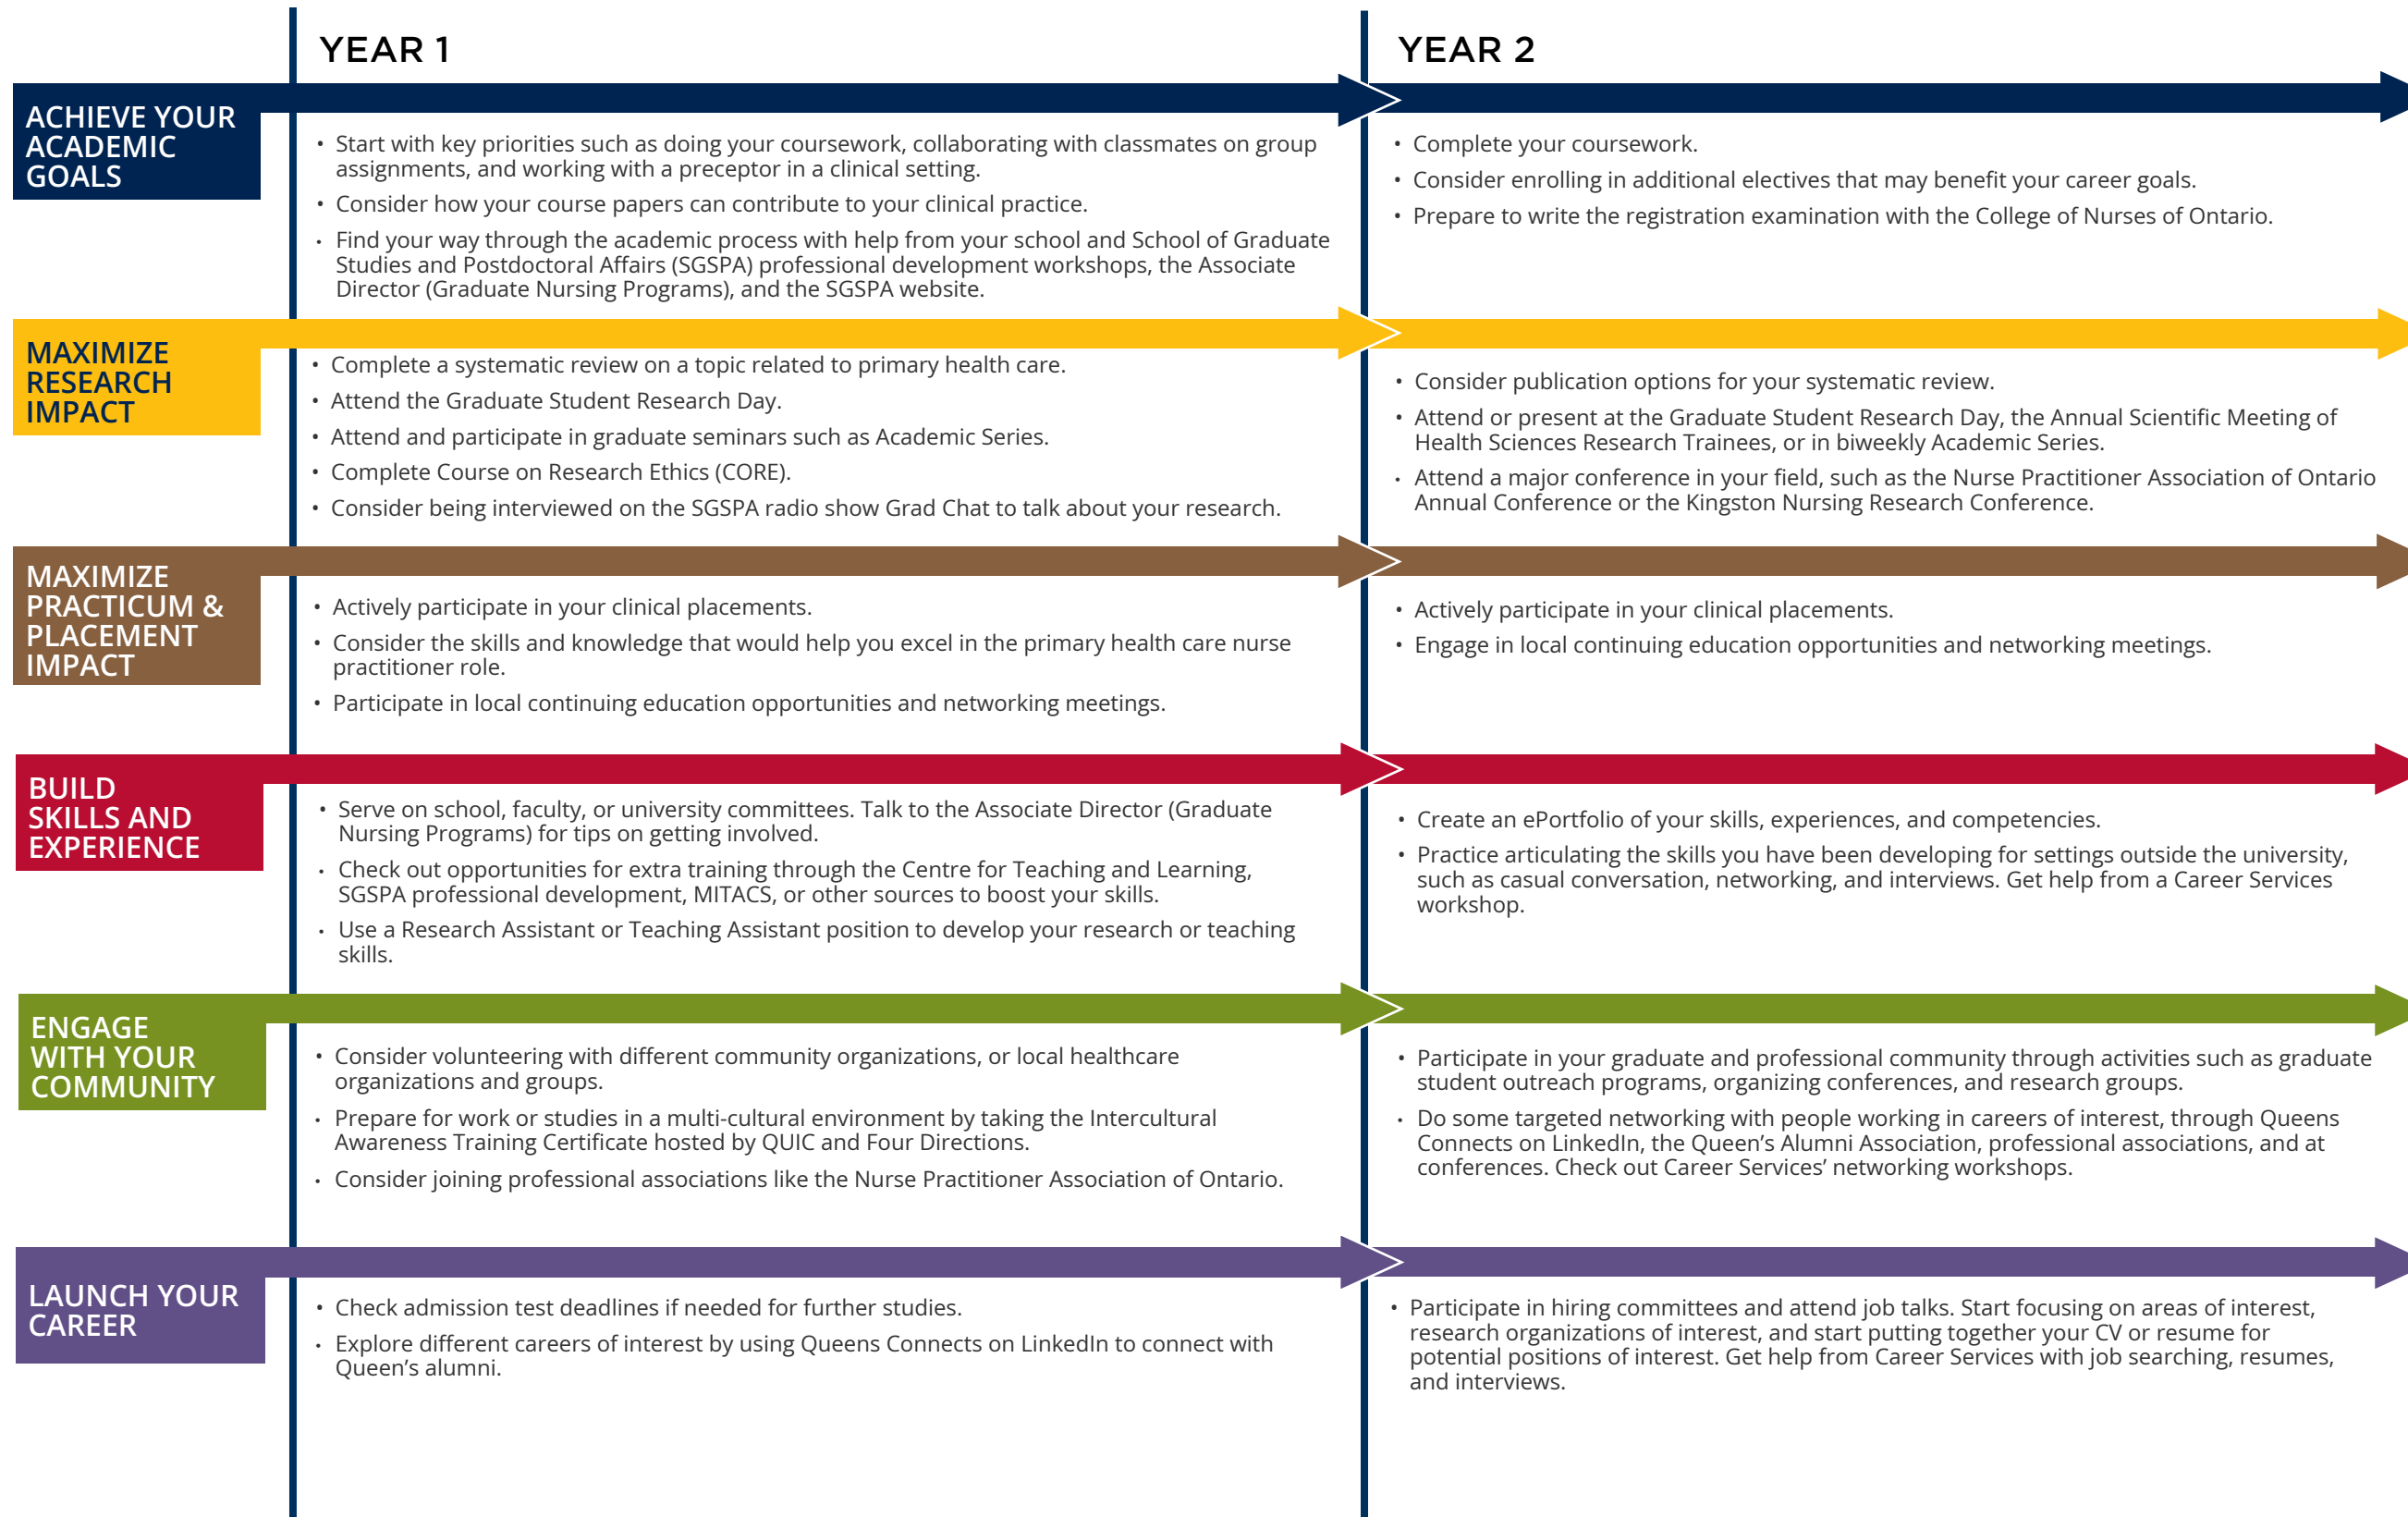 YEAR 1
YEAR 2
ACHIEVE YOUR
ACADEMIC
GOALS
• Start with key priorities such as doing your coursework, collaborating with classmates on group
assignments, and working with a preceptor in a clinical setting.
• Consider how your course papers can contribute to your clinical practice.
• Find your way through the academic process with help from your school and School of Graduate
Studies and Postdoctoral Affairs (SGSPA) professional development workshops, the Associate
Director (Graduate Nursing Programs), and the SGSPA website.
• Complete your coursework.
• Consider enrolling in additional electives that may benefit your career goals.
• Prepare to write the registration examination with the College of Nurses of Ontario.
MAXIMIZE
RESEARCH
IMPACT
• Complete a systematic review on a topic related to primary health care.
• Attend the Graduate Student Research Day.
• Attend and participate in graduate seminars such as Academic Series.
• Complete Course on Research Ethics (CORE).
• Consider being interviewed on the SGSPA radio show Grad Chat to talk about your research.
• Consider publication options for your systematic review.
• Attend or present at the Graduate Student Research Day, the Annual Scientific Meeting of
Health Sciences Research Trainees, or in biweekly Academic Series.
• Attend a major conference in your field, such as the Nurse Practitioner Association of Ontario
Annual Conference or the Kingston Nursing Research Conference.
MAXIMIZE
PRACTICUM &
PLACEMENT
IMPACT
• Actively participate in your clinical placements.
• Consider the skills and knowledge that would help you excel in the primary health care nurse
practitioner role.
• Participate in local continuing education opportunities and networking meetings.
• Actively participate in your clinical placements.
• Engage in local continuing education opportunities and networking meetings.
BUILD
SKILLS AND
EXPERIENCE
• Serve on school, faculty, or university committees. Talk to the Associate Director (Graduate
Nursing Programs) for tips on getting involved.
• Check out opportunities for extra training through the Centre for Teaching and Learning,
SGSPA professional development, MITACS, or other sources to boost your skills.
• Use a Research Assistant or Teaching Assistant position to develop your research or teaching
skills.
• Create an ePortfolio of your skills, experiences, and competencies.
• Practice articulating the skills you have been developing for settings outside the university,
such as casual conversation, networking, and interviews. Get help from a Career Services
workshop.
ENGAGE
WITH YOUR
COMMUNITY
• Consider volunteering with different community organizations, or local healthcare
organizations and groups.
• Prepare for work or studies in a multi-cultural environment by taking the Intercultural
Awareness Training Certificate hosted by QUIC and Four Directions.
• Consider joining professional associations like the Nurse Practitioner Association of Ontario.
• Participate in your graduate and professional community through activities such as graduate
student outreach programs, organizing conferences, and research groups.
• Do some targeted networking with people working in careers of interest, through Queens
Connects on LinkedIn, the Queen’s Alumni Association, professional associations, and at
conferences. Check out Career Services’ networking workshops.
LAUNCH YOUR
CAREER
• Check admission test deadlines if needed for further studies.
• Explore different careers of interest by using Queens Connects on LinkedIn to connect with
Queen’s alumni.
• Participate in hiring committees and attend job talks. Start focusing on areas of interest,
research organizations of interest, and start putting together your CV or resume for
potential positions of interest. Get help from Career Services with job searching, resumes,
and interviews.